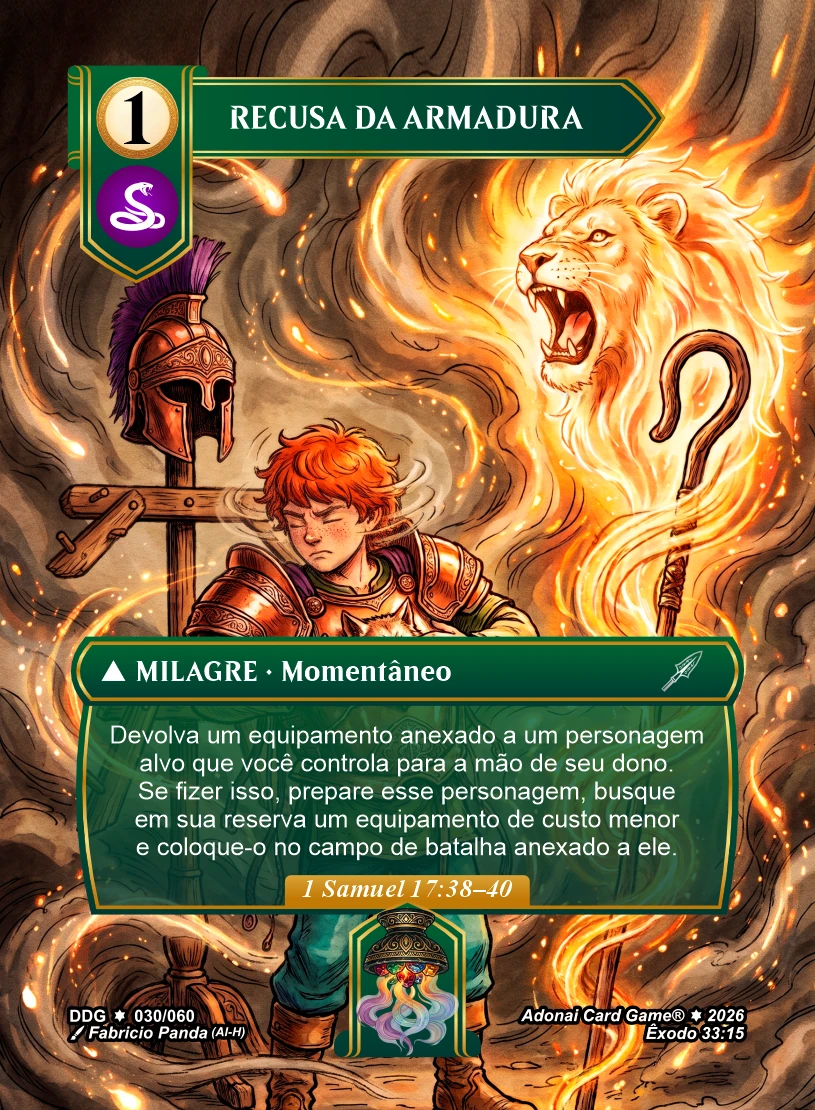 1
RECUSA DA ARMADURA
▲ MILAGRE · Momentâneo
Devolva um equipamento anexado a um personagem
alvo que você controla para a mão de seu dono.
Se fizer isso, prepare esse personagem, busque
em sua reserva um equipamento de custo menor
e coloque-o no campo de batalha anexado a ele.
1 Samuel 17:38–40
DDG ✶ 030/060
Fabricio Panda (AI-H)
Adonai Card Game® ✶ 2026
Êxodo 33:15